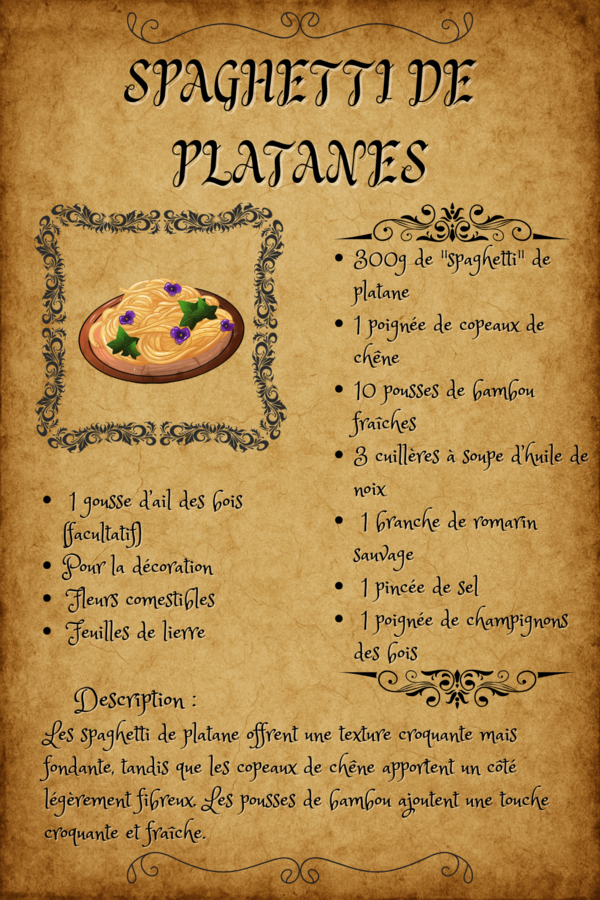 SPAGHETTI DE
PLATANES
• 300g de "spaghetti" de
platane
• 1 poignée de copeaux de
chêne
• 10 pousses de bambou
fraîches
• 3 cuillères à soupe d'huile de
noix
• 1 branche de romarin
sauvage
• 1 pincée de sel
• 1 poignée de champignons
des bois
• 1 gousse d'ail des bois
(facultatif)
• Pour la décoration
• Fleurs comestibles
• Feuilles de lierre
Description :
Les spaghetti de platane offrent une texture croquante mais
fondante, tandis que les copeaux de chêne apportent un côté
légèrement fibreux. Les pousses de bambou ajoutent une touche
croquante et fraîche.